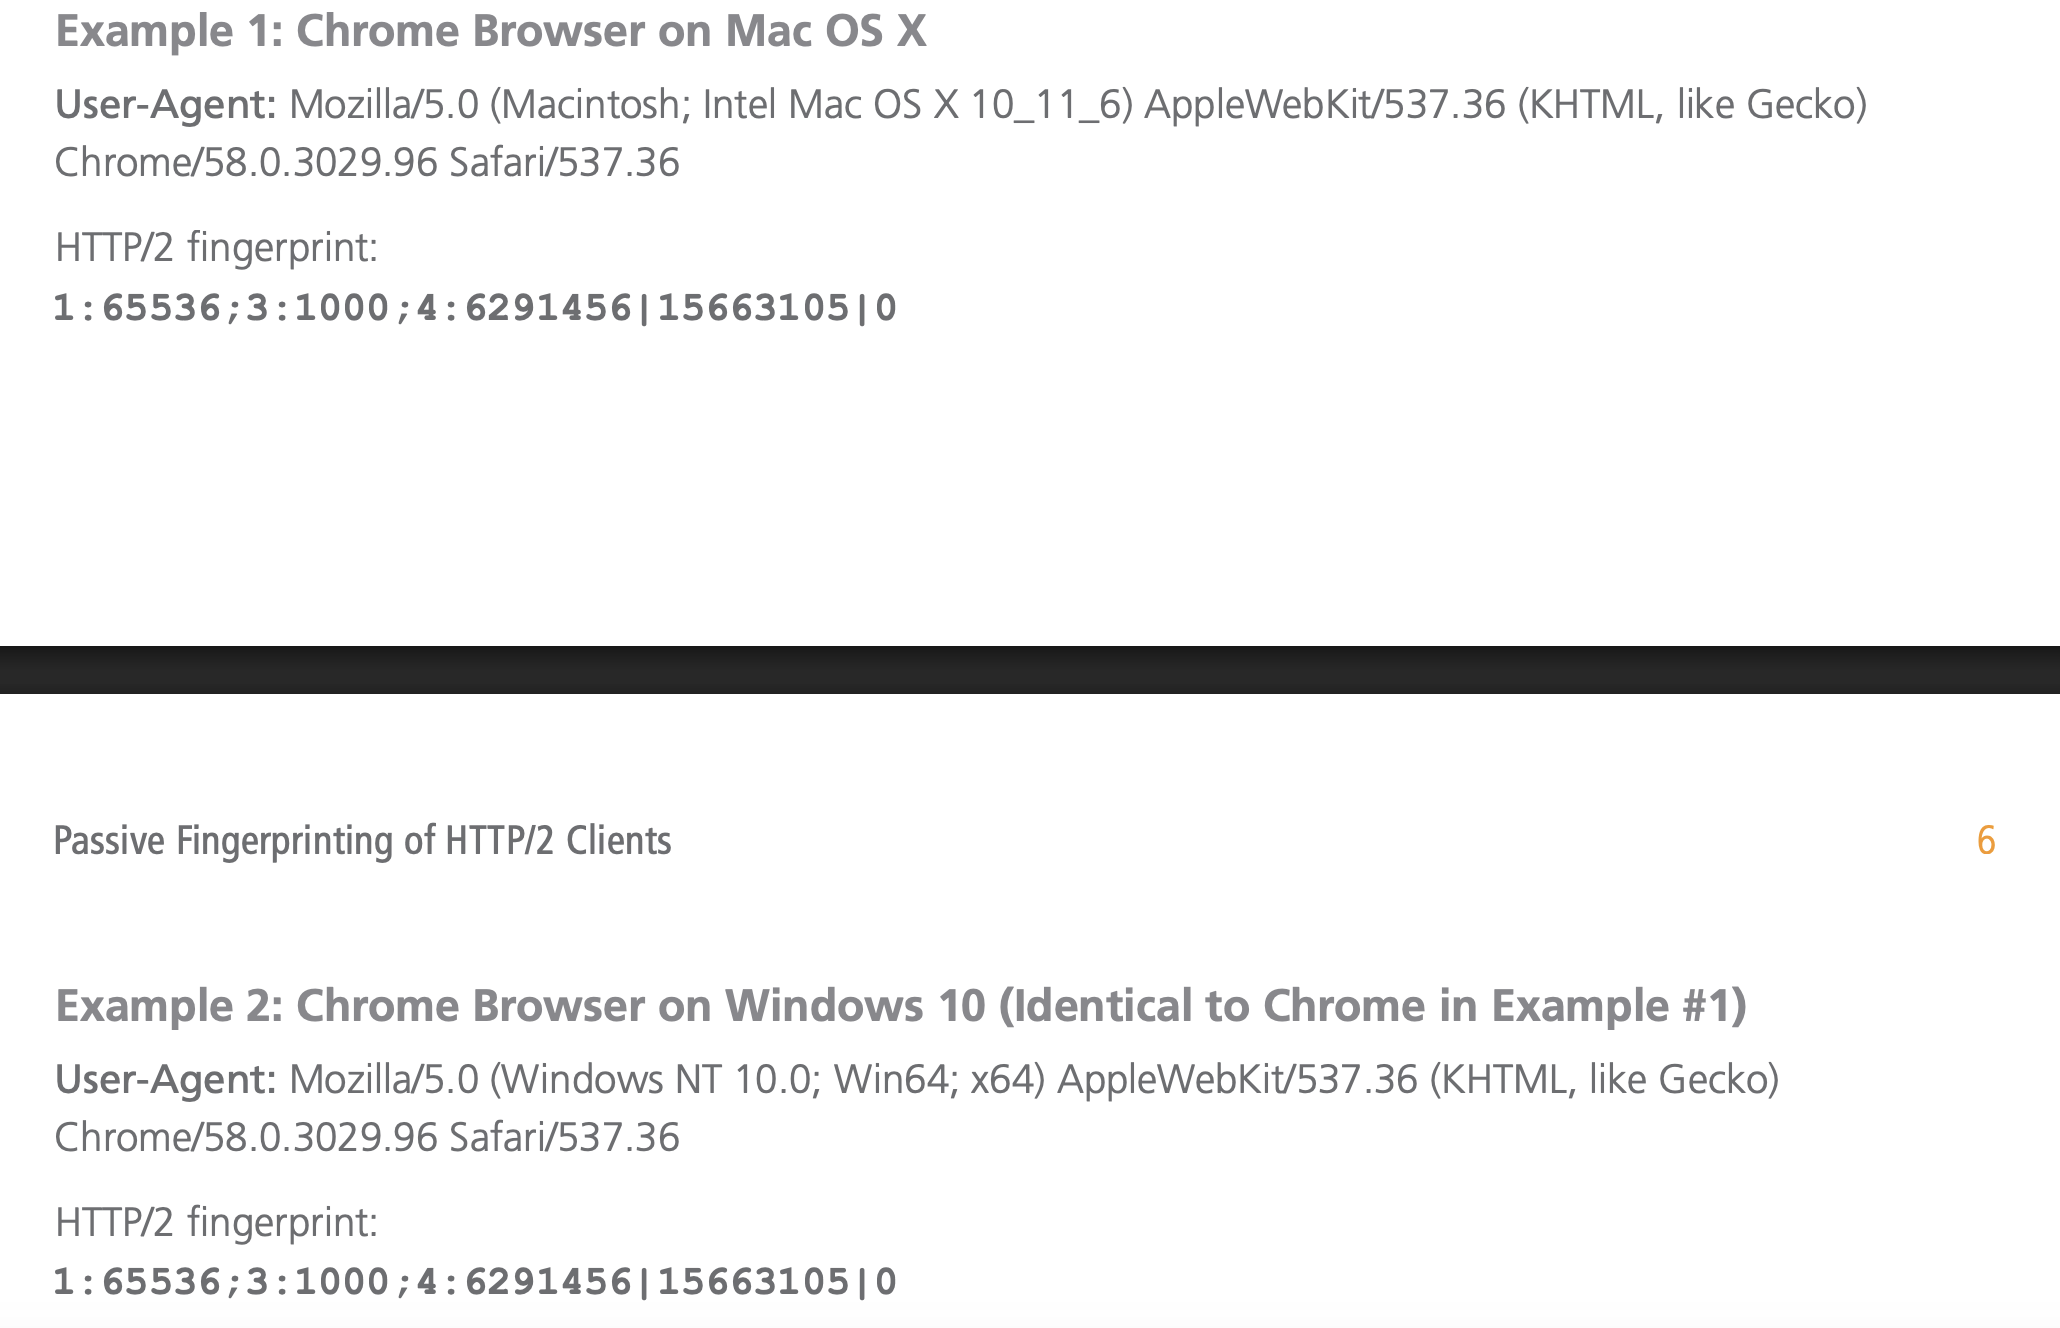 Example 1: Chrome Browser on Mac OS X
User-Agent: Mozilla/5.0 (Macintosh; Intel Mac OS X 10_11_6) AppleWebKit/537.36 (KHTML, like Gecko)
Chrome/58.0.3029.96 Safari/537.36
HTTP/2 fingerprint:
1:65536;3:1000;4:6291456|15663105|0
Passive Fingerprinting of HTTP/2 Clients 6
Example 2: Chrome Browser on Windows 10 (Identical to Chrome in Example #1)
User-Agent: Mozilla/5.0 (Windows NT 10.0; Win64; x64) AppleWebKit/537.36 (KHTML, like Gecko)
Chrome/58.0.3029.96 Safari/537.36
HTTP/2 fingerprint:
1:65536;3:1000;4:6291456|15663105|0